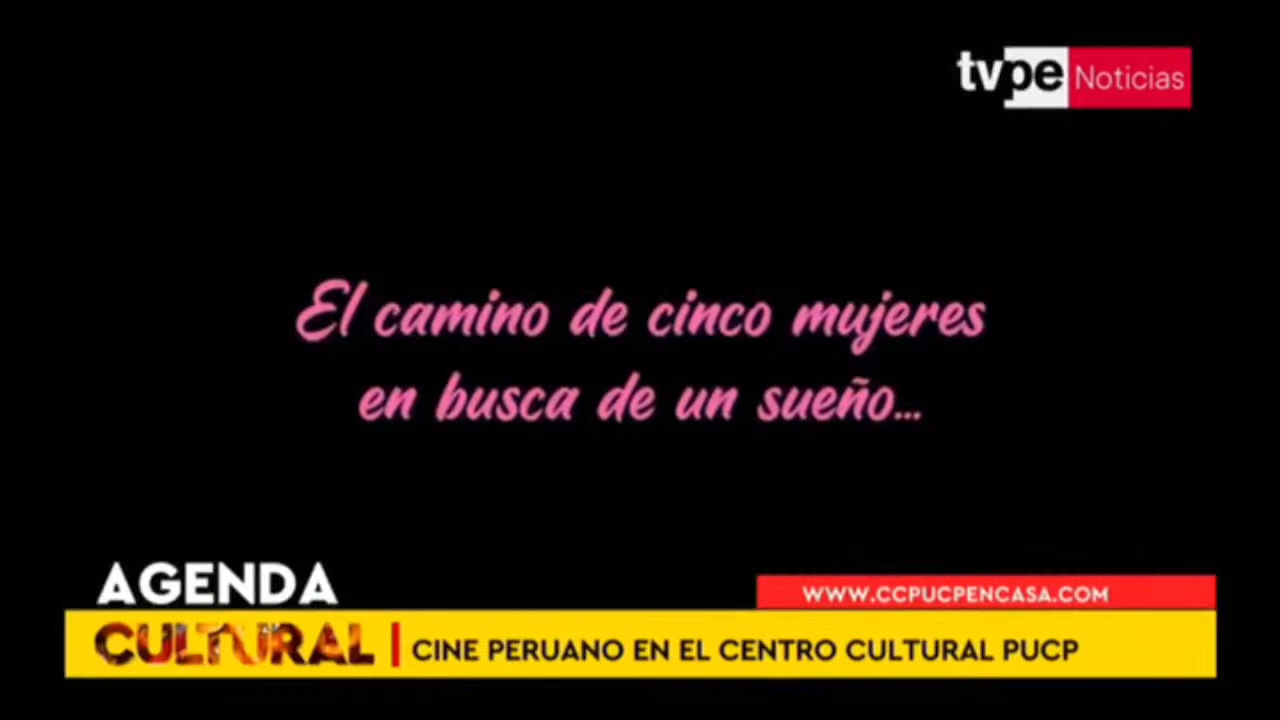 tvpe Noticias
El camino de cinco mujeres
en busca de un sueño...
AGENDA
WWW.CCPUCPENCASA.COM
CULTURAL | CINE PERUANO EN EL CENTRO CULTURAL PUCP